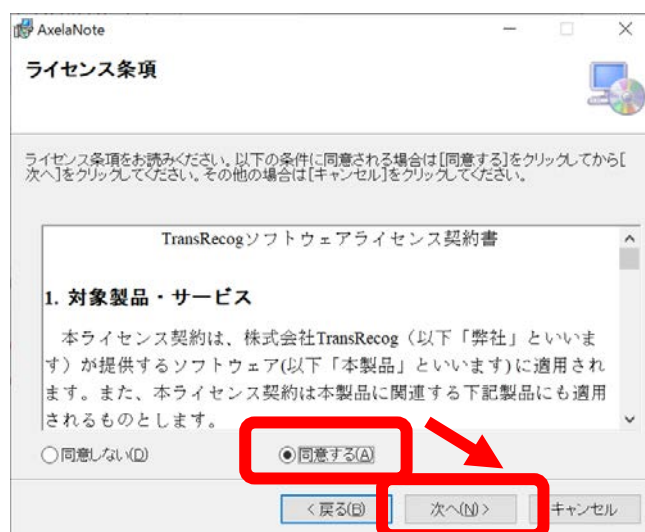 AxelaNote
ライセンス条項
ライセンス条項をお読みください。以下の条件に同意される場合は[同意する]をクリックしてから[
次へ]をクリックしてください。その他の場合は[キャンセル]をクリックしてください。
TransRecogソフトウェアライセンス契約書
1. 対象製品・サービス
本ライセンス契約は、株式会社TransRecog（以下「弊社」といいま
す）が提供するソフトウェア(以下「本製品」といいます)に適用され
ます。また、本ライセンス契約は本製品に関連する下記製品にも適用
されるものとします。
同意しない(D) 同意する(A)
< 戻る(B) 次へ(N) > キャンセル